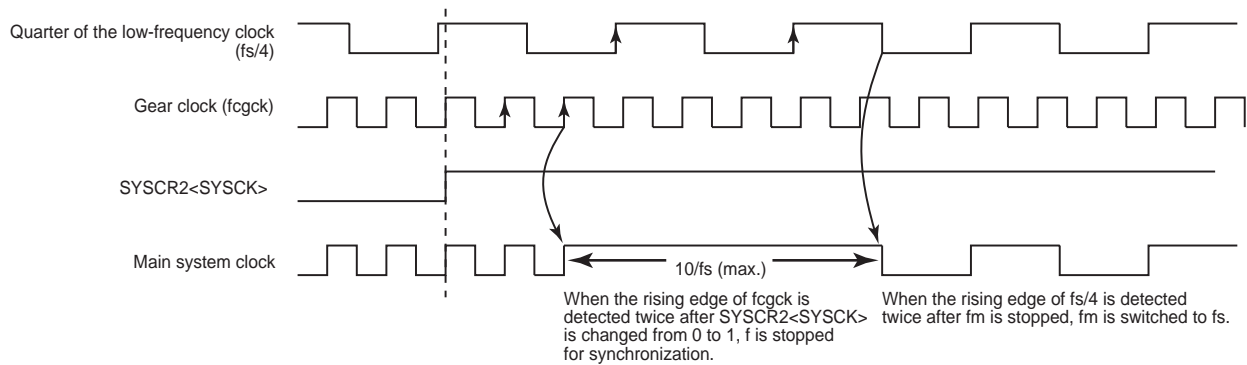 Quarter of the low-frequency clock
(fs/4)
Gear clock (fcgck)
SYSCR2<SYSCK>
Main system clock
10/fs (max.)
When the rising edge of fcgck is
detected twice after SYSCR2<SYSCK>
is changed from 0 to 1, f is stopped
for synchronization.
When the rising edge of fs/4 is detected
twice after fm is stopped, fm is switched to fs.